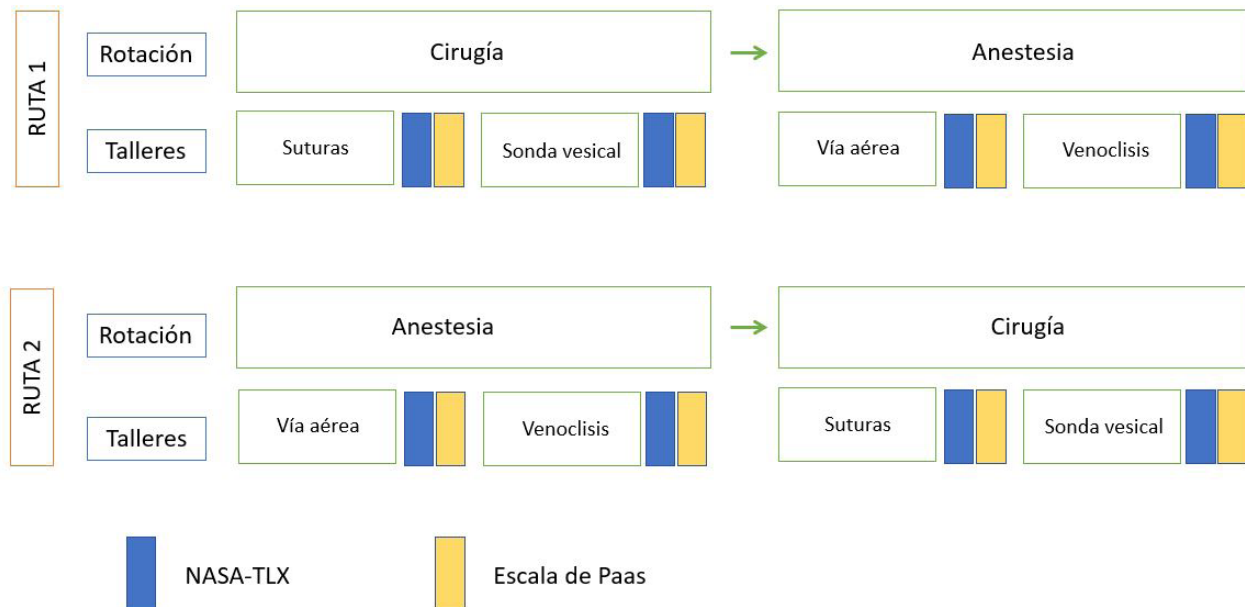 RUTA 1
Rotación
Cirugía
Anestesia
Talleres
Suturas
Sonda vesical
Vía aérea
Venoclisis
RUTA 2
Rotación
Anestesia
Cirugía
Talleres
Vía aérea
Venoclisis
Suturas
Sonda vesical
NASA-TLX
Escala de Paas